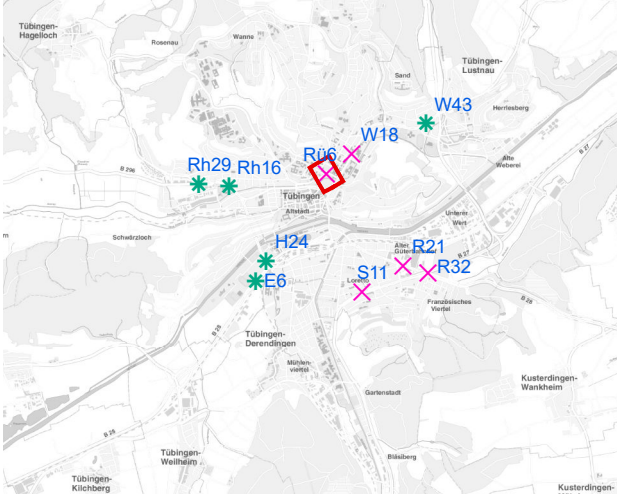 Tübingen-
Hagelloch
Rosenau
Wanne
Sand
Tübingen-
Lustnau
W43
Herrlesberg
W18
Rü6
B 296
Rh29
Rh16
Alte
Weberei
B 27
Tübingen
Altstadt
Unterer
Wert
Schwärzloch
H24
Alter
R21
B 27
E6
S11
Loretto
R32
B 28
Französisches
Viertel
B 28
Tübingen-
Derendingen
Mühlen-
viertel
Gartenstadt
Kusterdingen-
Wankheim
B 28
Tübingen-
Weilheim
Bläsiberg
Tübingen-
Kilchberg
Kusterdingen-